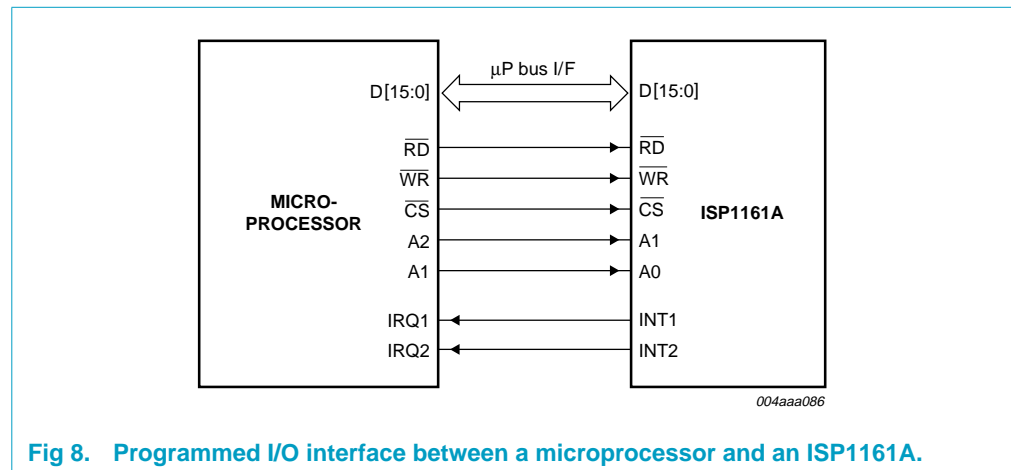 µP bus I/F
D[15:0] D[15:0]
RD RD
WR WR
MICRO-
PROCESSOR
CS CS
ISP1161A
A2 A1
A1 A0
IRQ1 INT1
IRQ2 INT2
004aaa086
Fig 8. Programmed I/O interface between a microprocessor and an ISP1161A.